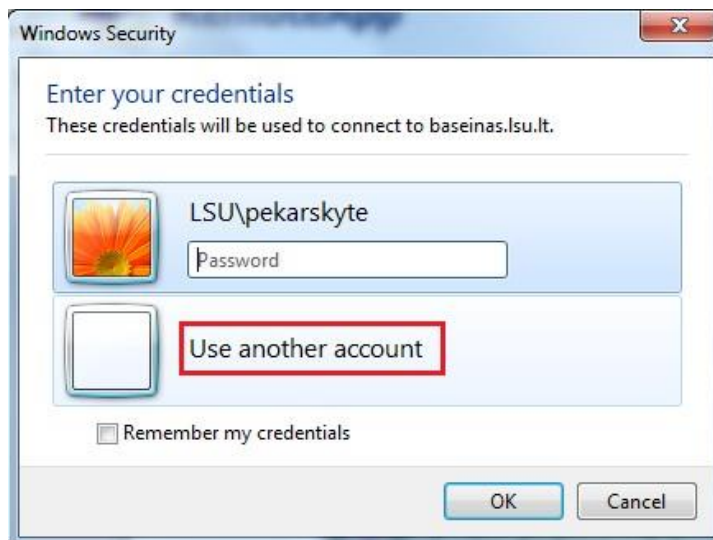 RemoteApp
Windows Security
Enter your credentials
These credentials will be used to connect to baseinas.lsu.lt.
LSU\pekarskyte
Password
Use another account
Remember my credentials
OK
Cancel